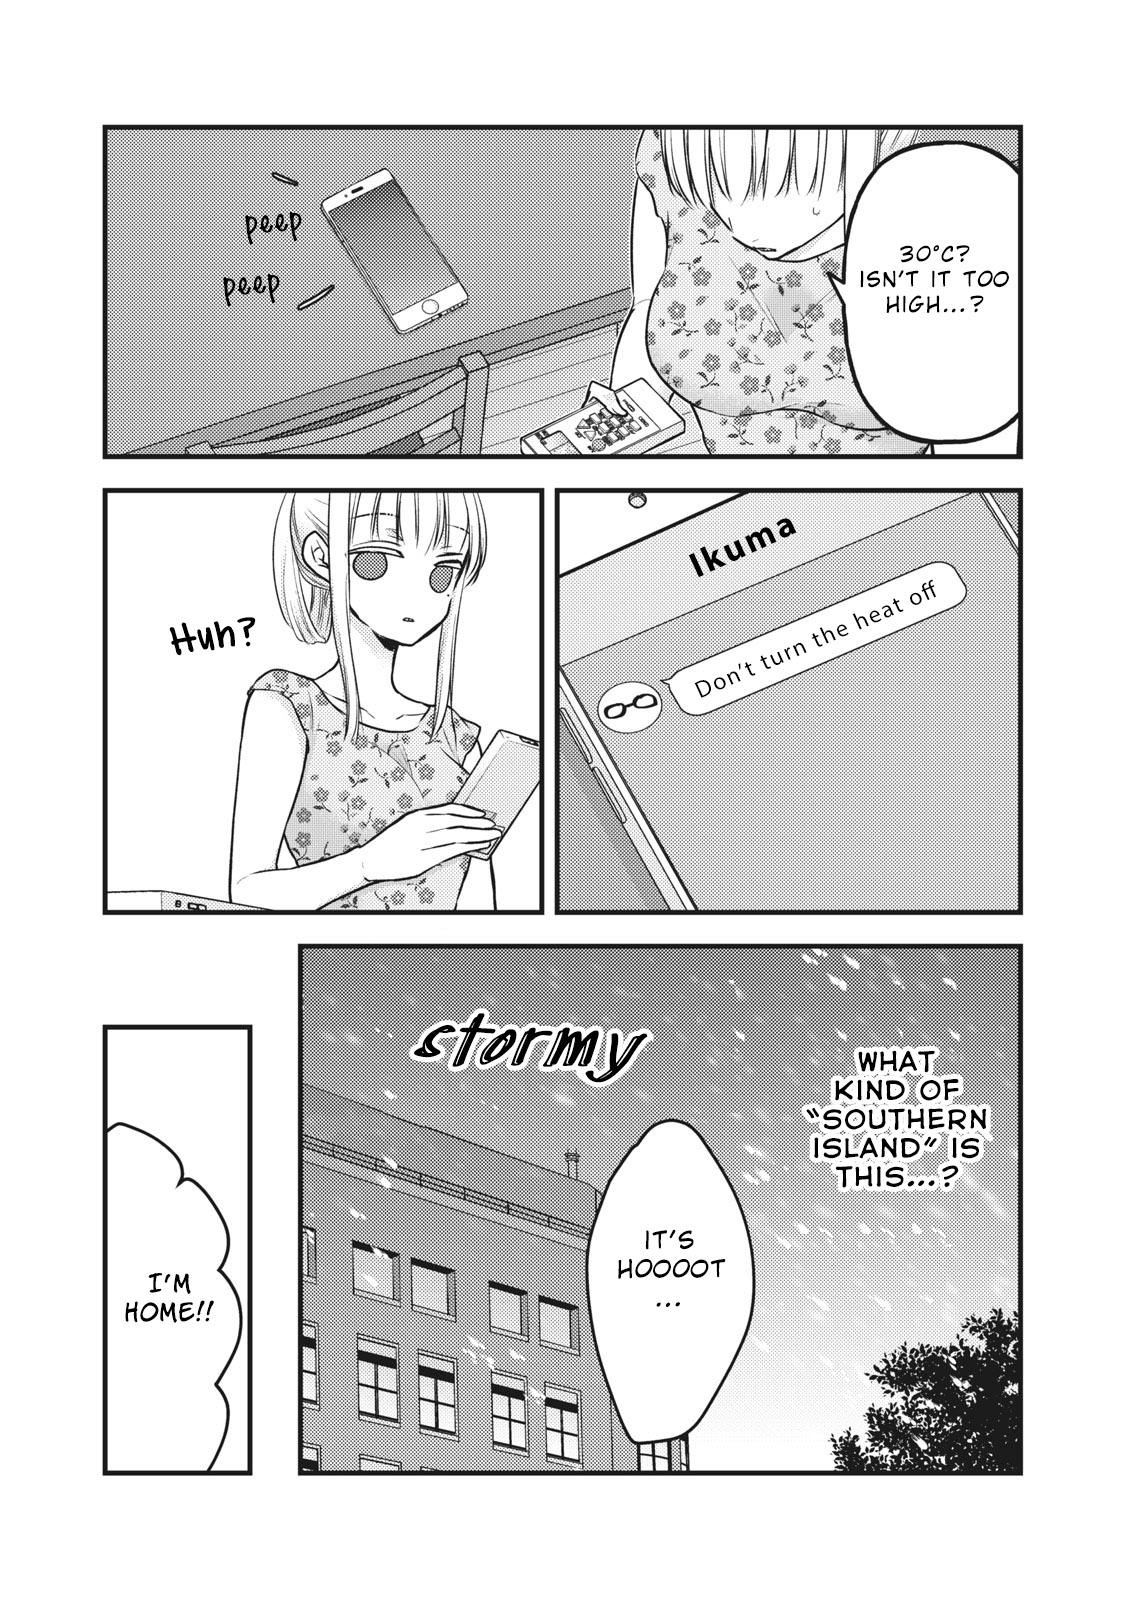 30°C?
ISN'T IT TOO
HIGH...?
peep
peep
Ikuma
Don't turn the heat off
Huh?
WHAT
KIND OF
"SOUTHERN
ISLAND" IS
THIS...?
stormy
IT'S
HOOOOT
...
I'M
HOME!!